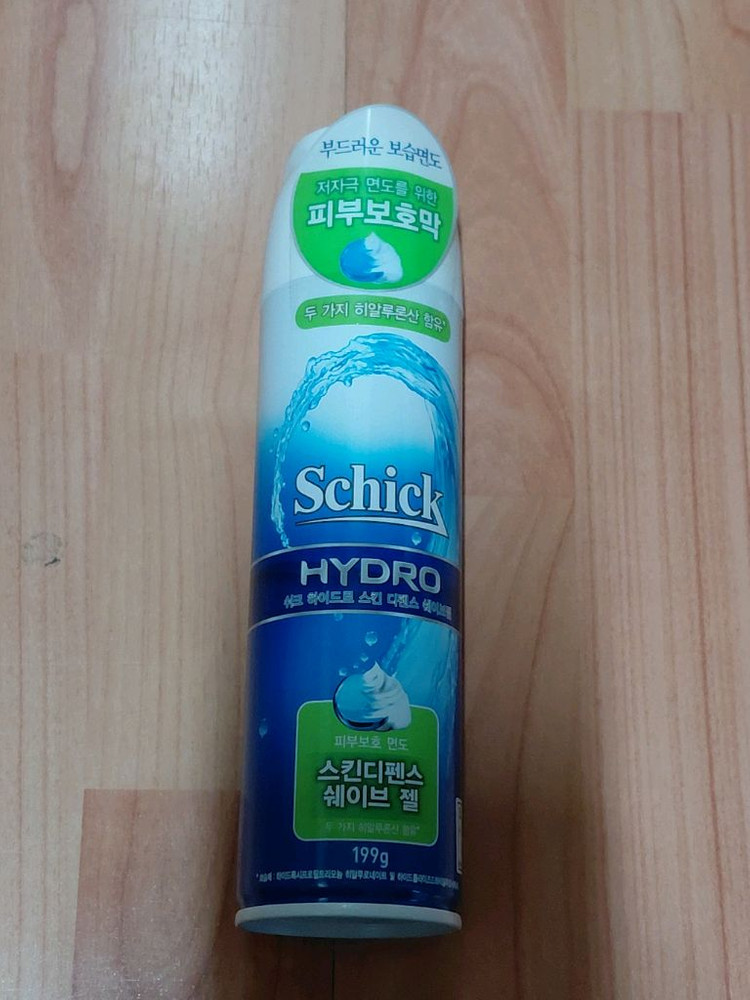 부드러운 보습면도
저자극 면도를 위한
피부보호막
두 가지 히알루론산 함유*
Schick
HYDRO
쉬크 하이드로 스킨 디펜스 쉐이브젤
피부보호 면도
스킨디펜스
쉐이브 젤
두 가지 히알루론산 함유*
199g